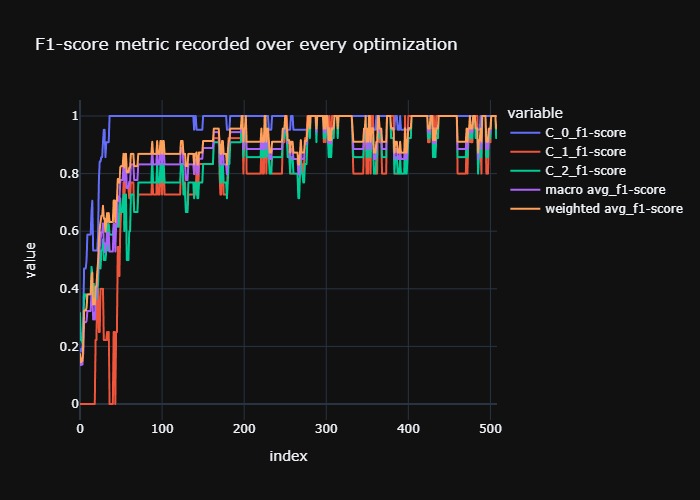 F1-score metric recorded over every optimization
variable
C_0_f1-score
C_1_f1-score
C_2_f1-score
macro avg_f1-score
weighted avg_f1-score
1
0.8
0.6
0.4
0.2
0
value
0 100 200 300 400 500
index